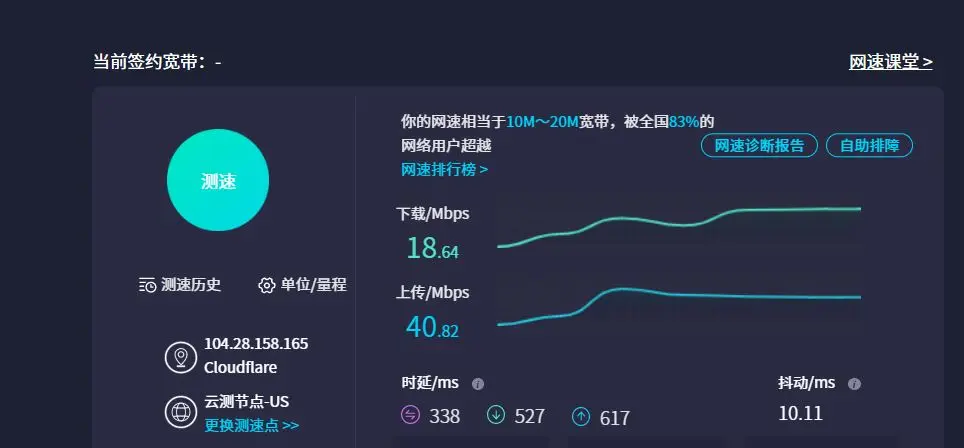 当前签约宽带：-
网速课堂 >
测速
测速历史
单位/量程
104.28.158.165
Cloudflare
云测节点-US
更换测速点 >>
你的网速相当于10M～20M宽带，被全国83%的
网络用户超越
网速排行榜 >
网速诊断报告
自助排障
下载/Mbps
18.64
上传/Mbps
40.82
时延/ms
338
527
617
抖动/ms
10.11